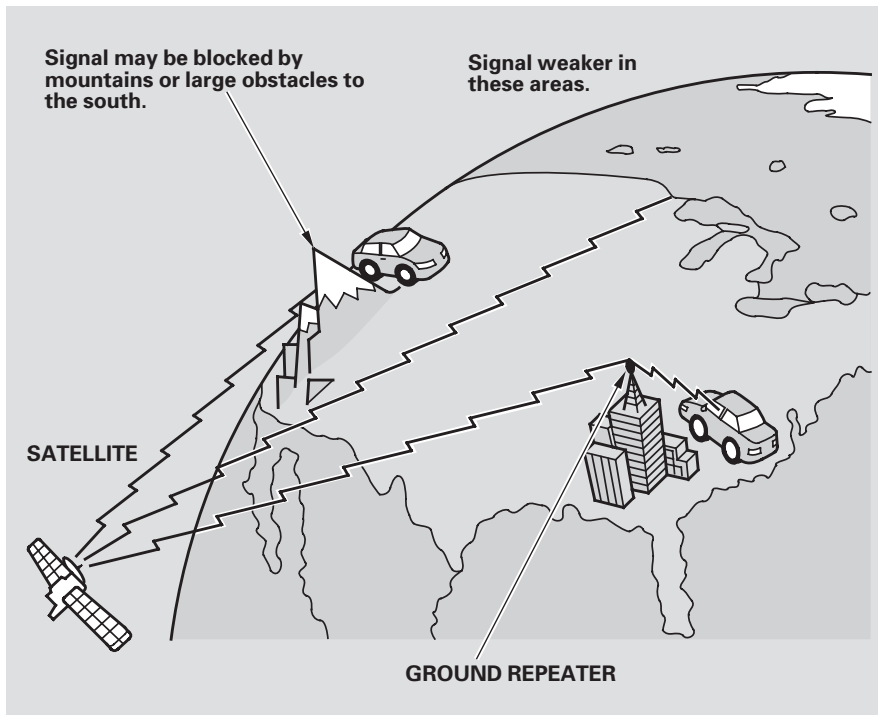 Signal may be blocked by
mountains or large obstacles to
the south.
Signal weaker in
these areas.
SATELLITE
GROUND REPEATER